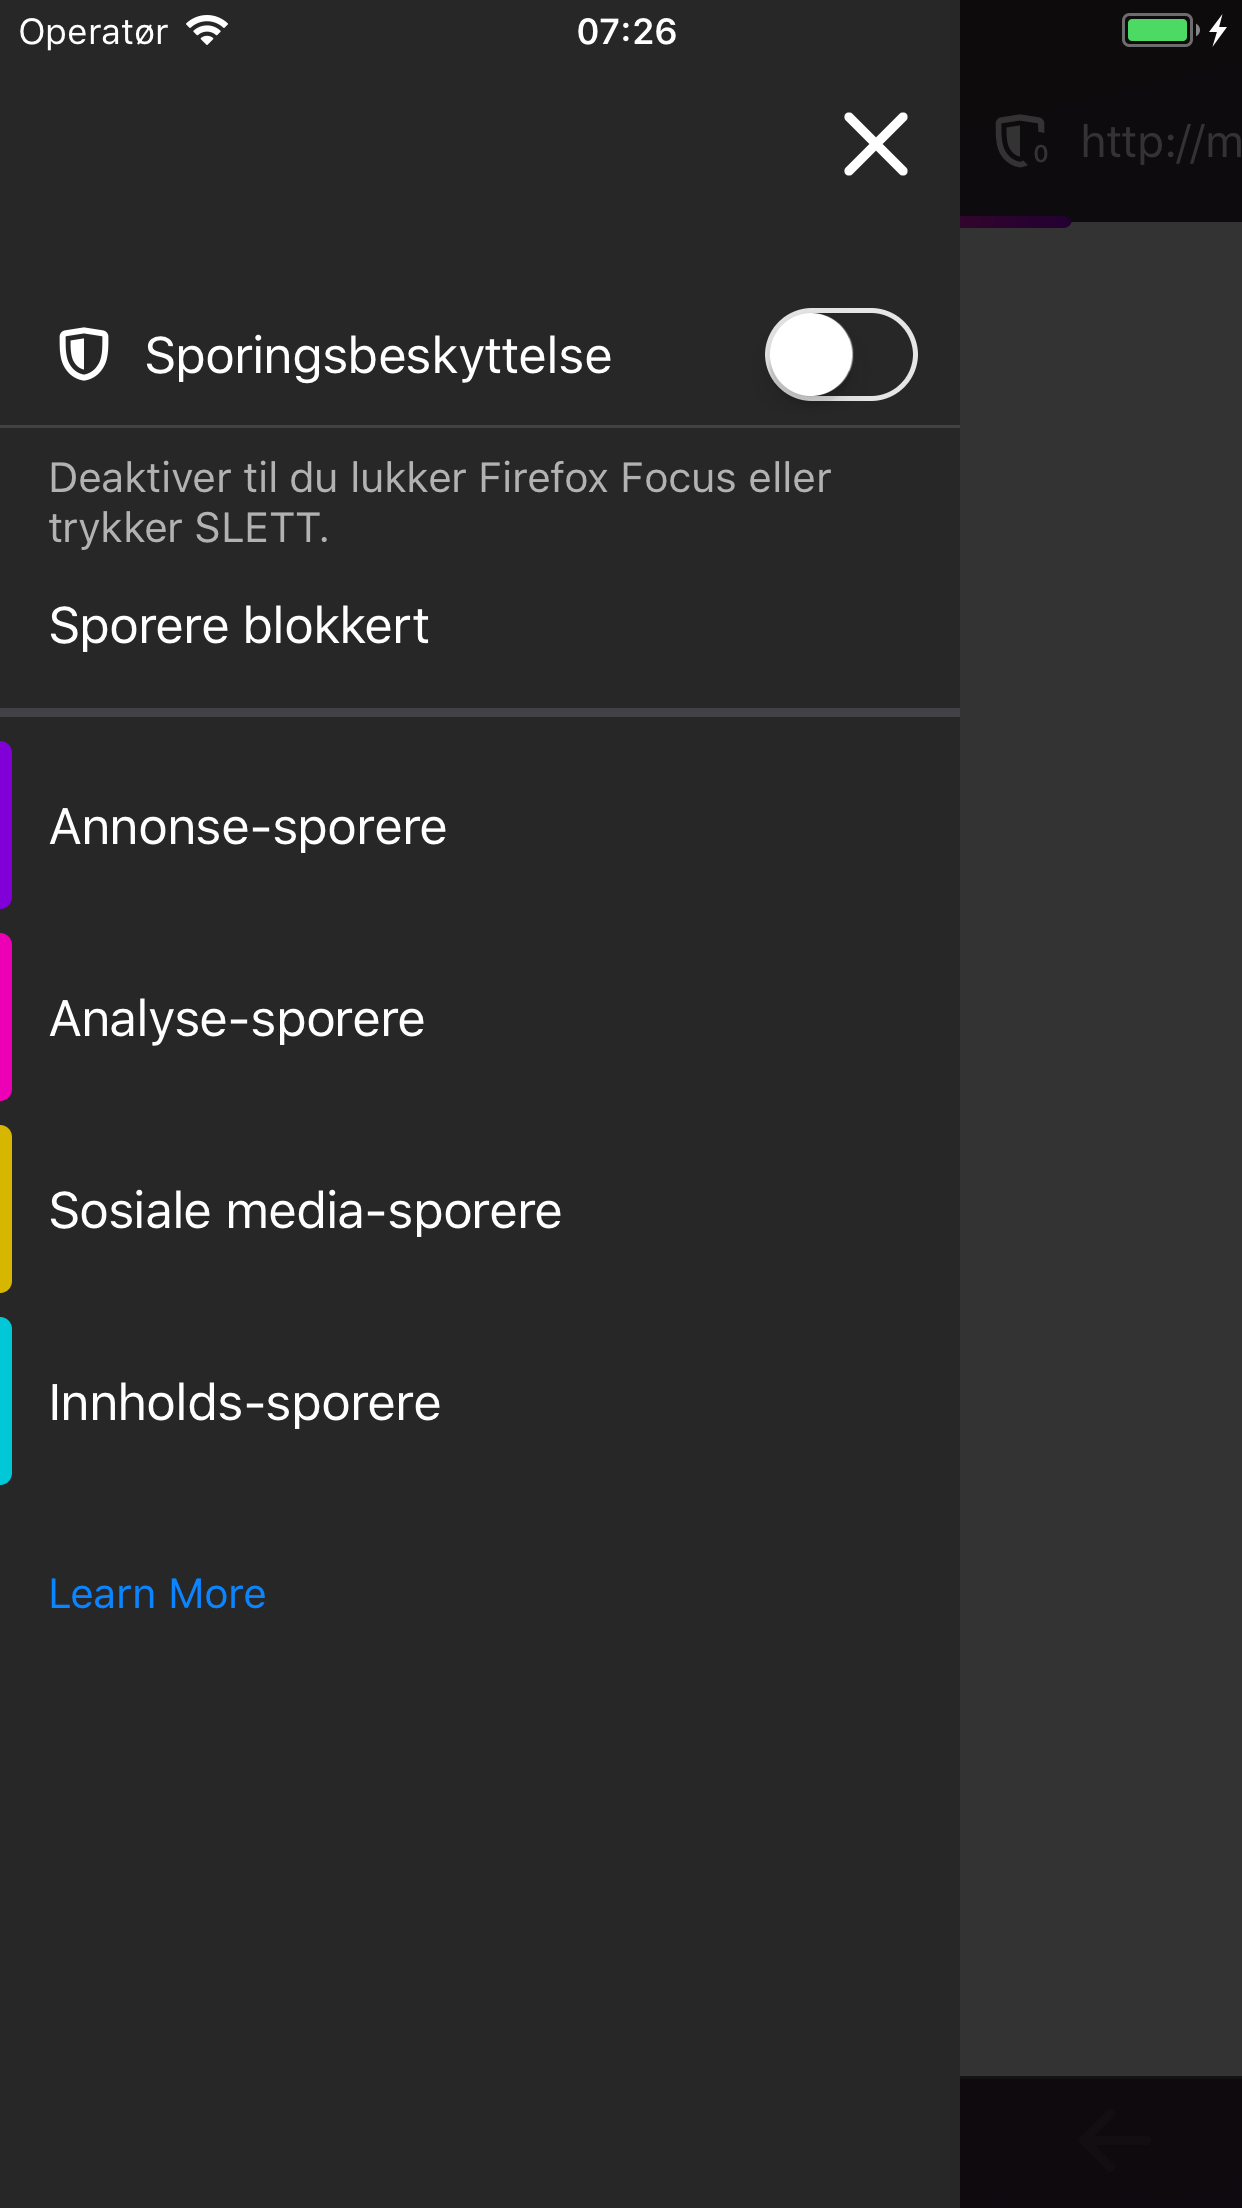 Operatør 07:26
0 http://m
Sporingsbeskyttelse
Deaktiver til du lukker Firefox Focus eller
trykker SLETT.
Sporere blokkert
Annonse-sporere
Analyse-sporere
Sosiale media-sporere
Innholds-sporere
Learn More